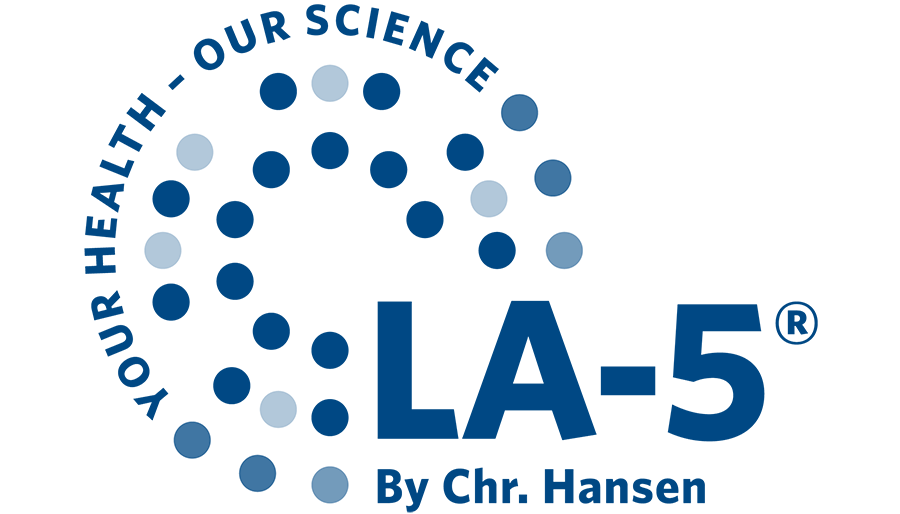 YOUR HEALTH - OUR SCIENCE
LA-5®
By Chr. Hansen